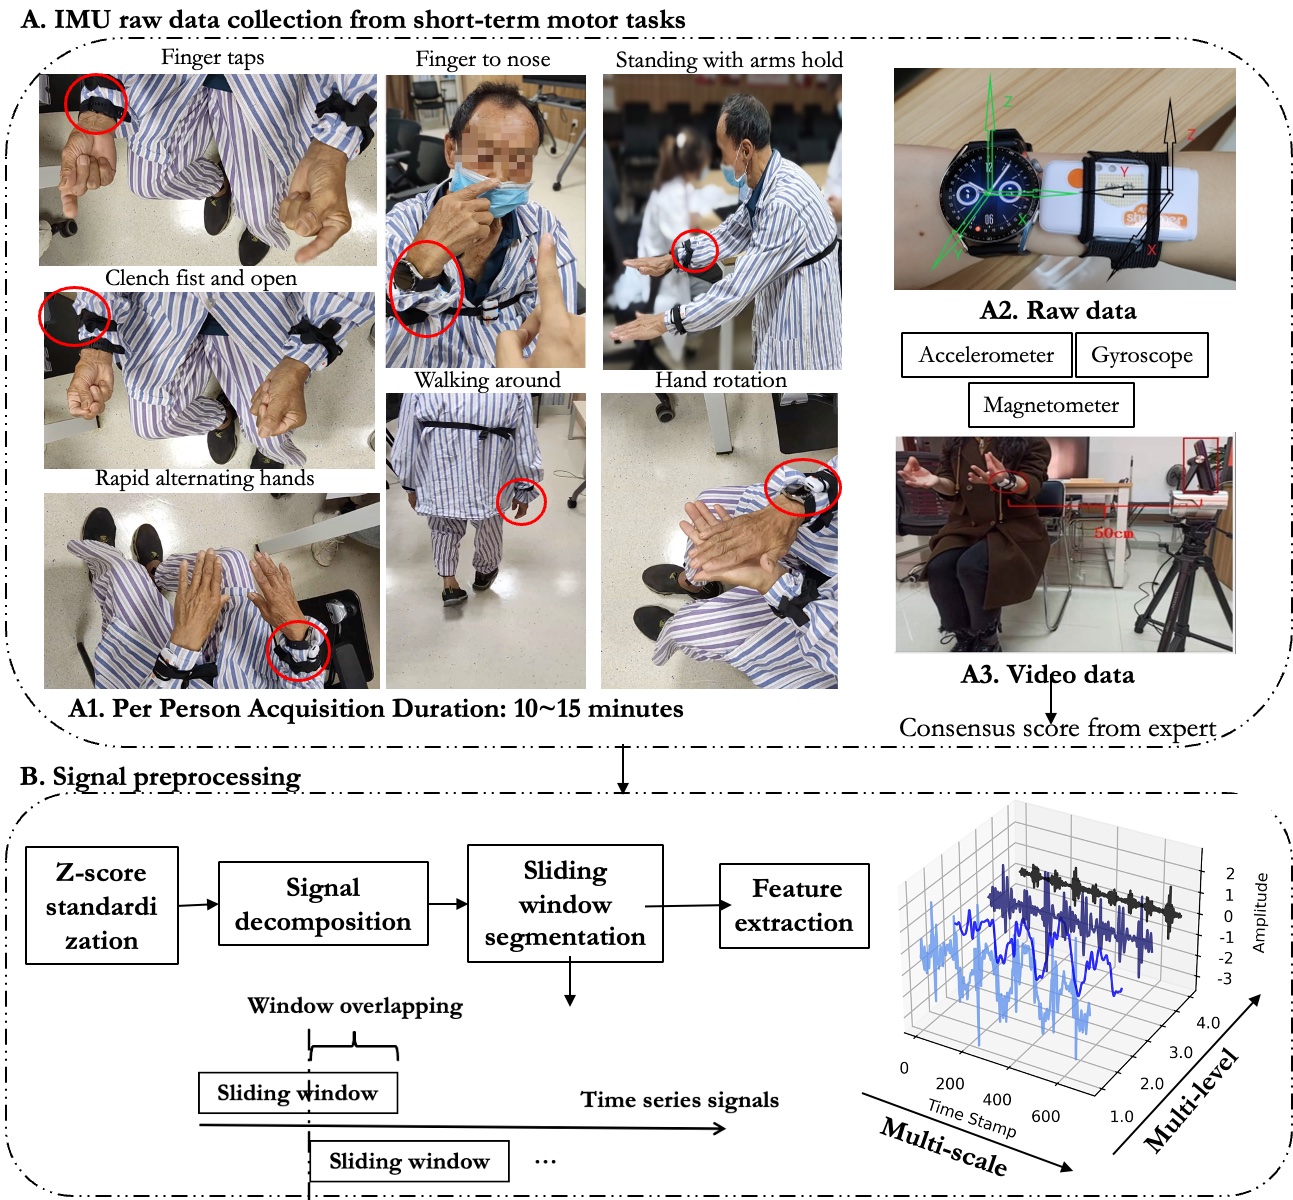 A. IMU raw data collection from short-term motor tasks
Finger taps
Finger to nose
Standing with arms hold
Clench fist and open
Walking around
Hand rotation
Rapid alternating hands
A1. Per Person Acquisition Duration: 10~15 minutes
Z
Z
Y
X
X
Y
06
A2. Raw data
Accelerometer
Gyroscope
Magnetometer
50cm
A3. Video data
Consensus score from expert
B. Signal preprocessing
Z-score
standardi
zation
Signal
decomposition
Sliding
window
segmentation
Feature
extraction
Window overlapping
Sliding window
Time series signals
Sliding window
...
2
1
0
-1
-2
-3
Amplitude
4.0
3.0
2.0
1.0
0
200
400
600
Time Stamp
Multi-scale
Multi-level